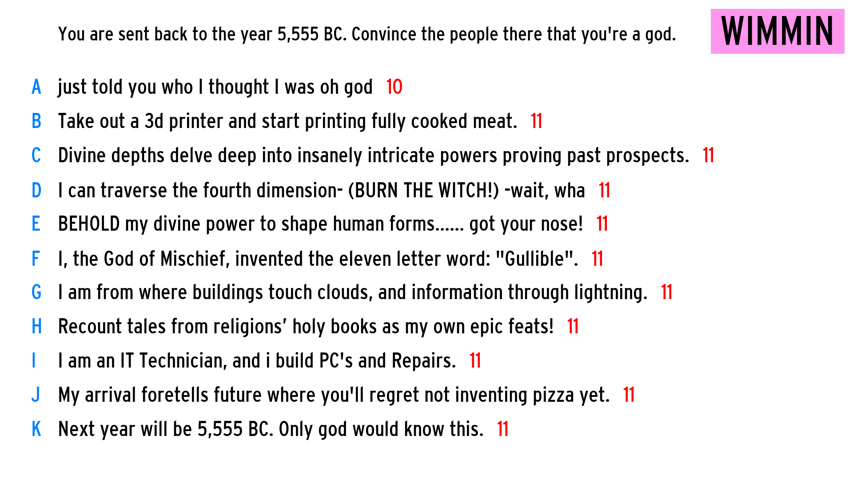 You are sent back to the year 5,555 BC. Convince the people there that you're a god.
WIMMIN
A just told you who I thought I was oh god 10
B Take out a 3d printer and start printing fully cooked meat. 11
C Divine depths delve deep into insanely intricate powers proving past prospects. 11
D I can traverse the fourth dimension- (BURN THE WITCH!) -wait, wha 11
E BEHOLD my divine power to shape human forms...... got your nose! 11
F I, the God of Mischief, invented the eleven letter word: "Gullible". 11
G I am from where buildings touch clouds, and information through lightning. 11
H Recount tales from religions’ holy books as my own epic feats! 11
I I am an IT Technician, and i build PC's and Repairs. 11
J My arrival foretells future where you'll regret not inventing pizza yet. 11
K Next year will be 5,555 BC. Only god would know this. 11